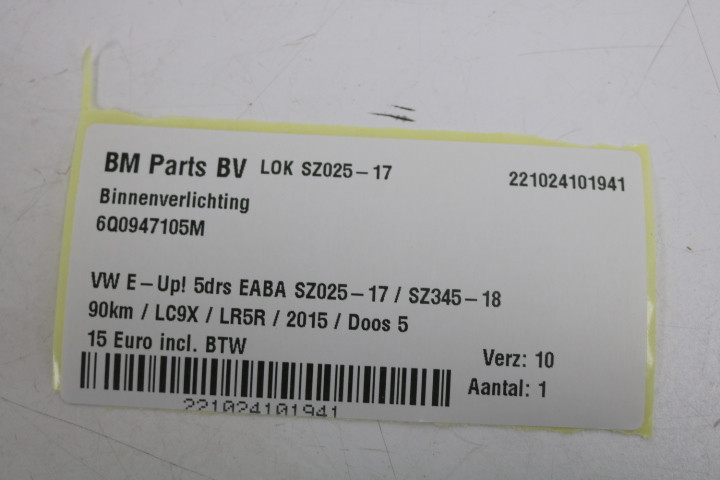 BM Parts BV LOK SZ025-17 221024101941
Binnenverlichting
6Q0947105M
VW E-Up! 5drs EABA SZ025-17 / SZ345-18
90km / LC9X / LR5R / 2015 / Doos 5
15 Euro incl. BTW Verz: 10
Aantal: 1
221024101941